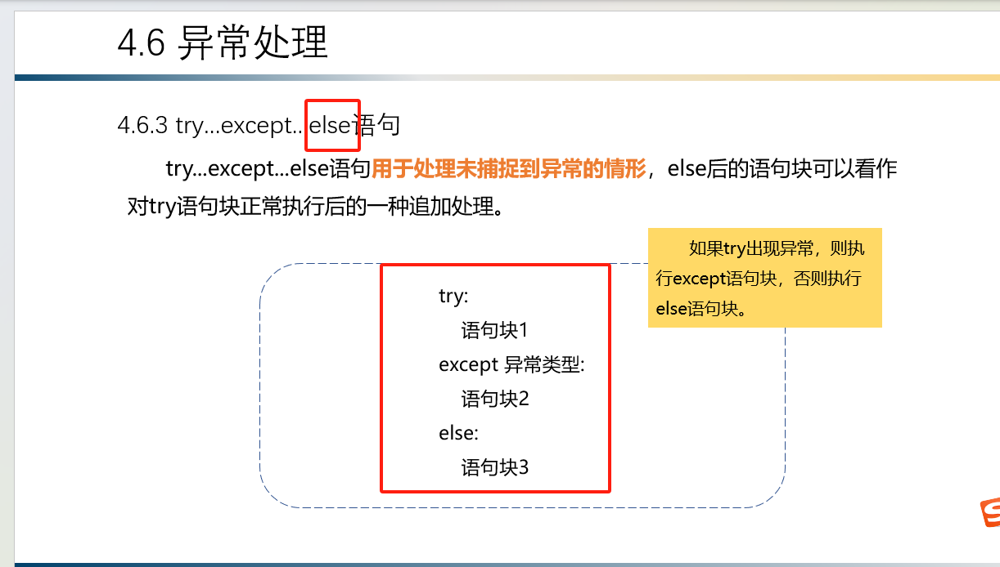 4.6 异常处理
4.6.3 try...except...else语句
try...except...else语句用于处理未捕捉到异常的情形，else后的语句块可以看作
对try语句块正常执行后的一种追加处理。
如果try出现异常，则执
行except语句块，否则执行
else语句块。
try:
语句块1
except 异常类型:
语句块2
else:
语句块3